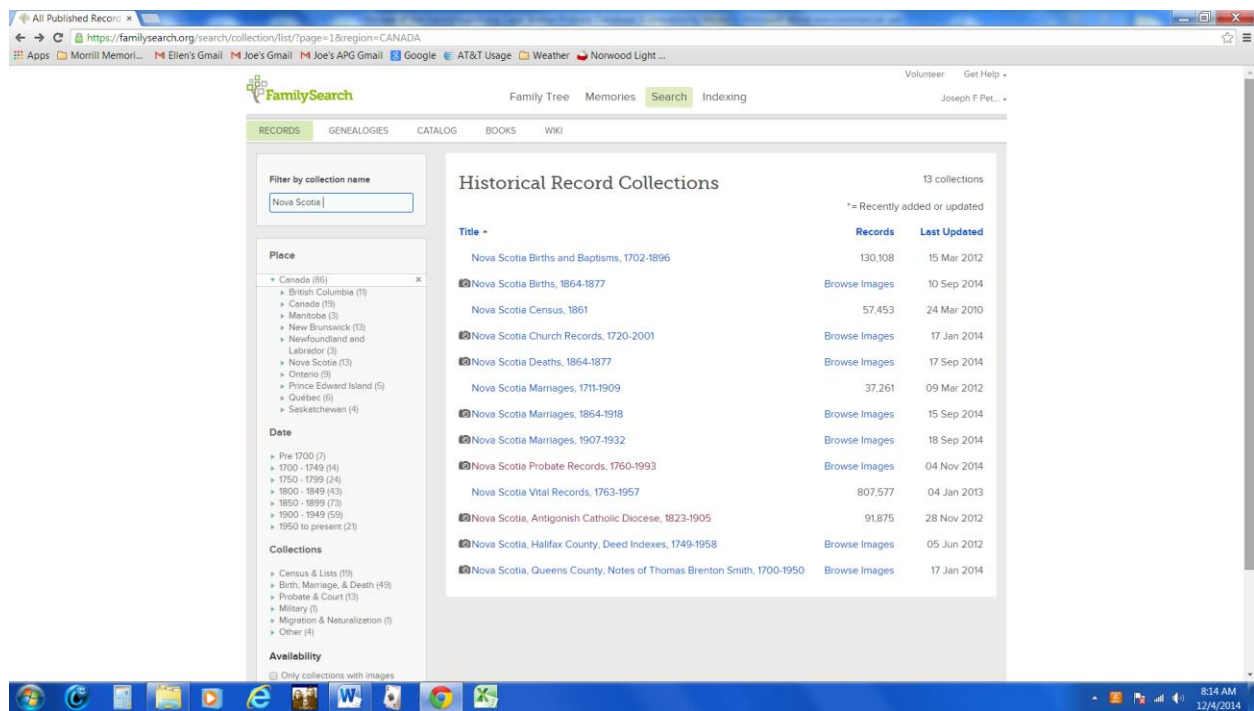 All Published Record ×
https://familysearch.org/search/collection/list/?page=1&region=CANADA
Apps Morrill Memori... Ellen's Gmail Joe's Gmail Joe's APG Gmail Google AT&T Usage Weather Norwood Light ...
Volunteer Get Help
FamilySearch Family Tree Memories Search Indexing Joseph F Pet...
RECORDS GENEALOGIES CATALOG BOOKS WIKI
Filter by collection name
Nova Scotia
Place
Canada (86) ×
British Columbia (11)
Canada (19)
Manitoba (3)
New Brunswick (13)
Newfoundland and
Labrador (3)
Nova Scotia (13)
Ontario (9)
Prince Edward Island (5)
Québec (6)
Saskatchewan (4)
Date
Pre 1700 (7)
1700 - 1749 (14)
1750 - 1799 (24)
1800 - 1849 (43)
1850 - 1899 (73)
1900 - 1949 (59)
1950 to present (21)
Collections
Census & Lists (19)
Birth, Marriage, & Death (49)
Probate & Court (13)
Military (1)
Migration & Naturalization (1)
Other (4)
Availability
Only collections with images
Historical Record Collections 13 collections
*= Recently added or updated
Title Records Last Updated
Nova Scotia Births and Baptisms, 1702-1896 130,108 15 Mar 2012
Nova Scotia Births, 1864-1877 Browse Images 10 Sep 2014
Nova Scotia Census, 1861 57,453 24 Mar 2010
Nova Scotia Church Records, 1720-2001 Browse Images 17 Jan 2014
Nova Scotia Deaths, 1864-1877 Browse Images 17 Sep 2014
Nova Scotia Marriages, 1711-1909 37,261 09 Mar 2012
Nova Scotia Marriages, 1864-1918 Browse Images 15 Sep 2014
Nova Scotia Marriages, 1907-1932 Browse Images 18 Sep 2014
Nova Scotia Probate Records, 1760-1993 Browse Images 04 Nov 2014
Nova Scotia Vital Records, 1763-1957 807,577 04 Jan 2013
Nova Scotia, Antigonish Catholic Diocese, 1823-1905 91,875 28 Nov 2012
Nova Scotia, Halifax County, Deed Indexes, 1749-1958 Browse Images 05 Jun 2012
Nova Scotia, Queens County, Notes of Thomas Brenton Smith, 1700-1950 Browse Images 17 Jan 2014
8:14 AM
12/4/2014